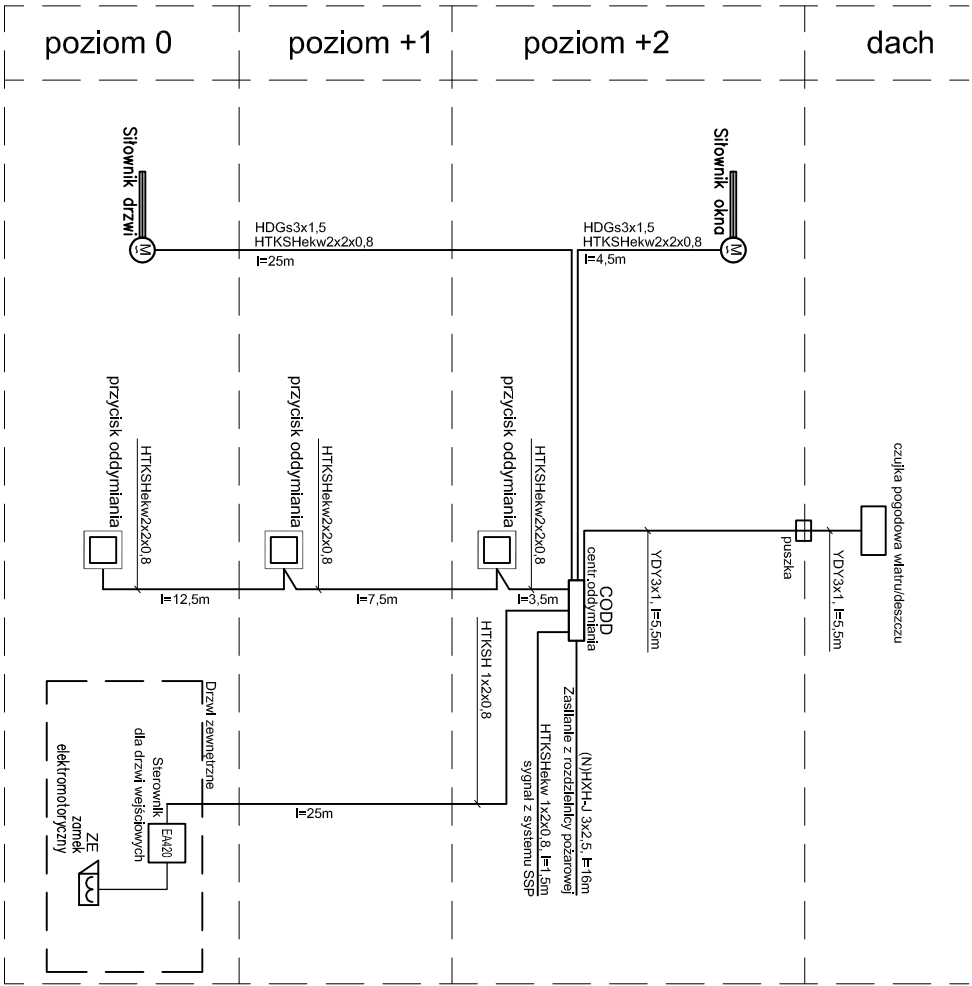 poziom 0
poziom +1
poziom +2
dach
Siłownik drzwi
M
HDGs3x1,5
HTKSHekw2x2x0,8
l=25m
HDGs3x1,5
HTKSHekw2x2x0,8
l=4,5m
Siłownik okna
M
przycisk oddymiania
HTKSHekw2x2x0,8
l=12,5m
przycisk oddymiania
HTKSHekw2x2x0,8
l=7,5m
przycisk oddymiania
HTKSHekw2x2x0,8
l=3,5m
CODD
centr.oddymiania
YDY3x1, l=5,5m
puszka
YDY3x1, l=5,5m
czujka pogodowa wiatru/deszczu
HTKSH 1x2x0,8
l=25m
(N)HXH-J 3x2,5, l=16m
Zasilanie z rozdzielnicy pożarowej
HTKSHekw 1x2x0,8, l=1,5m
sygnał z systemu SSP
Drzwi zewnętrzne
Sterownik
dla drzwi wejściowych
EA420
ZE
zamek
elektromotoryczny